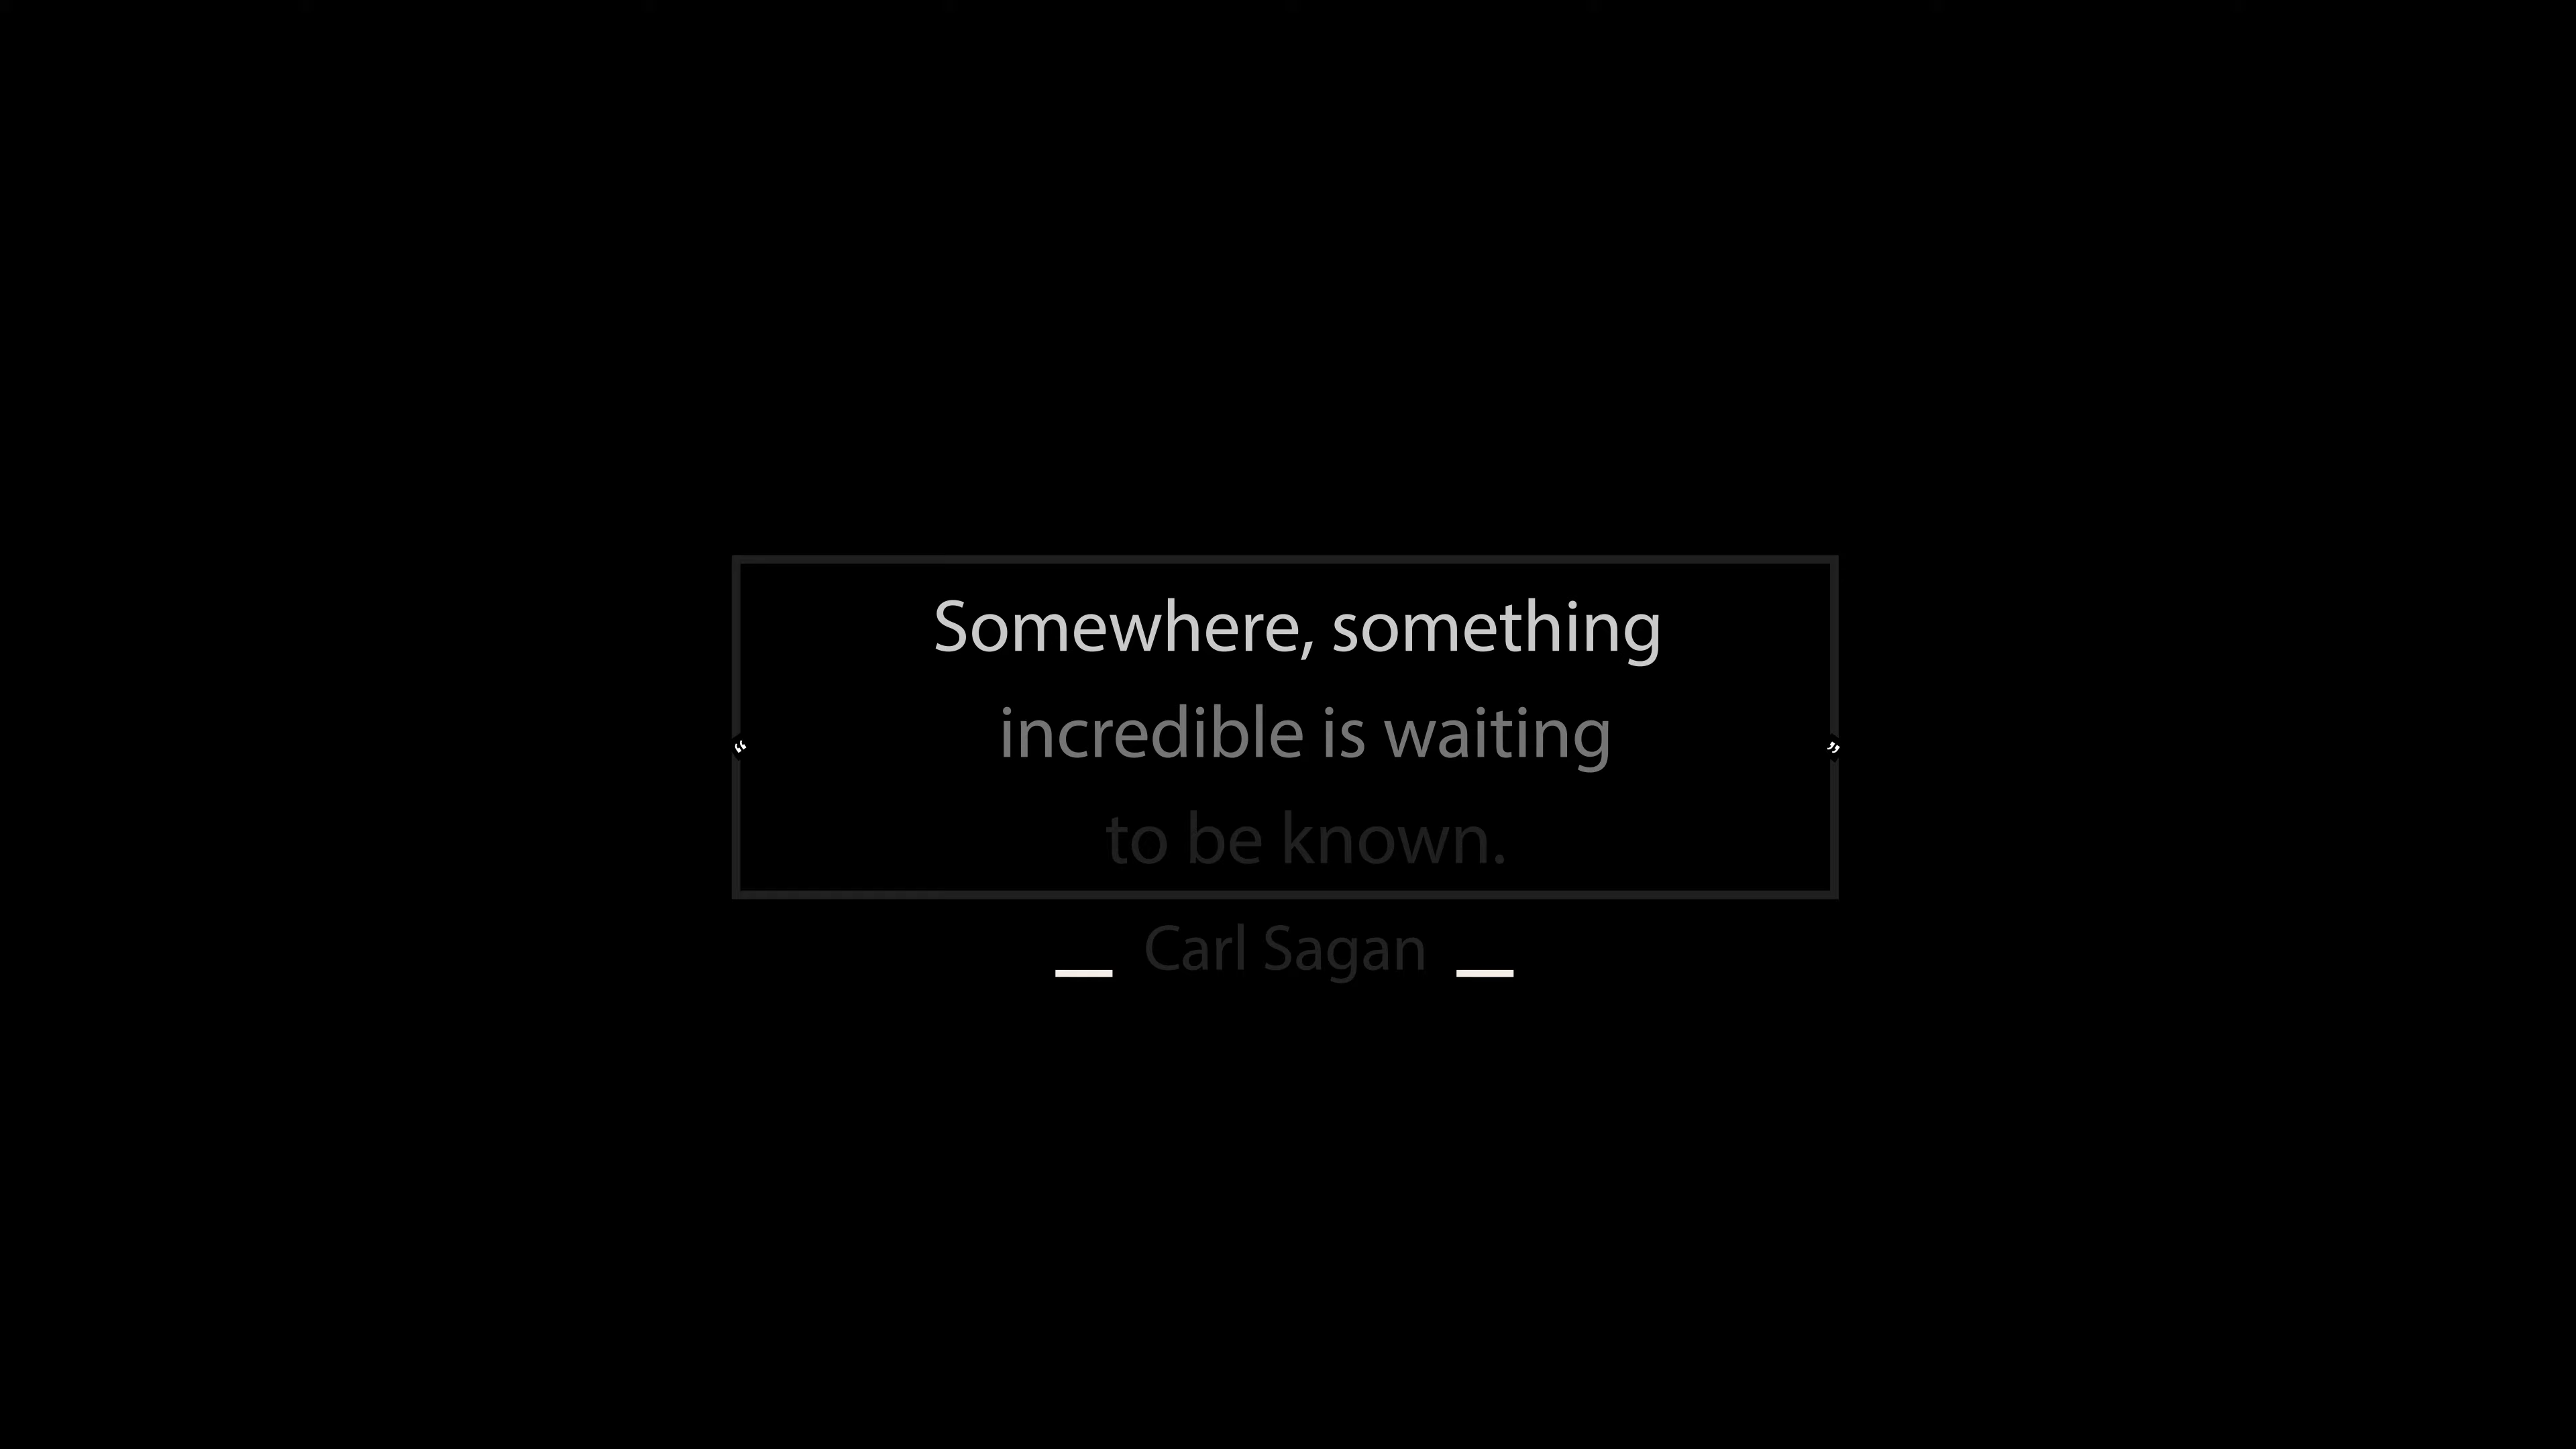 Somewhere, something
“ incredible is waiting ”
to be known.
Carl Sagan